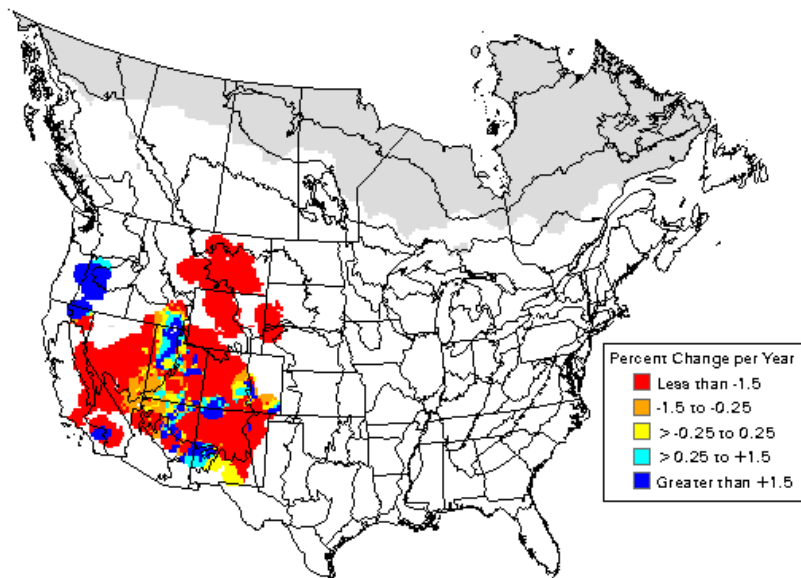 Percent Change per Year
Less than -1.5
-1.5 to -0.25
> -0.25 to 0.25
> 0.25 to +1.5
Greater than +1.5